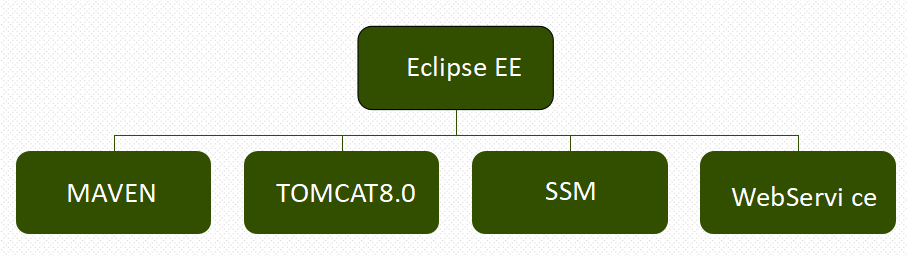 Eclipse EE
MAVEN
TOMCAT8.0
SSM
WebServi ce